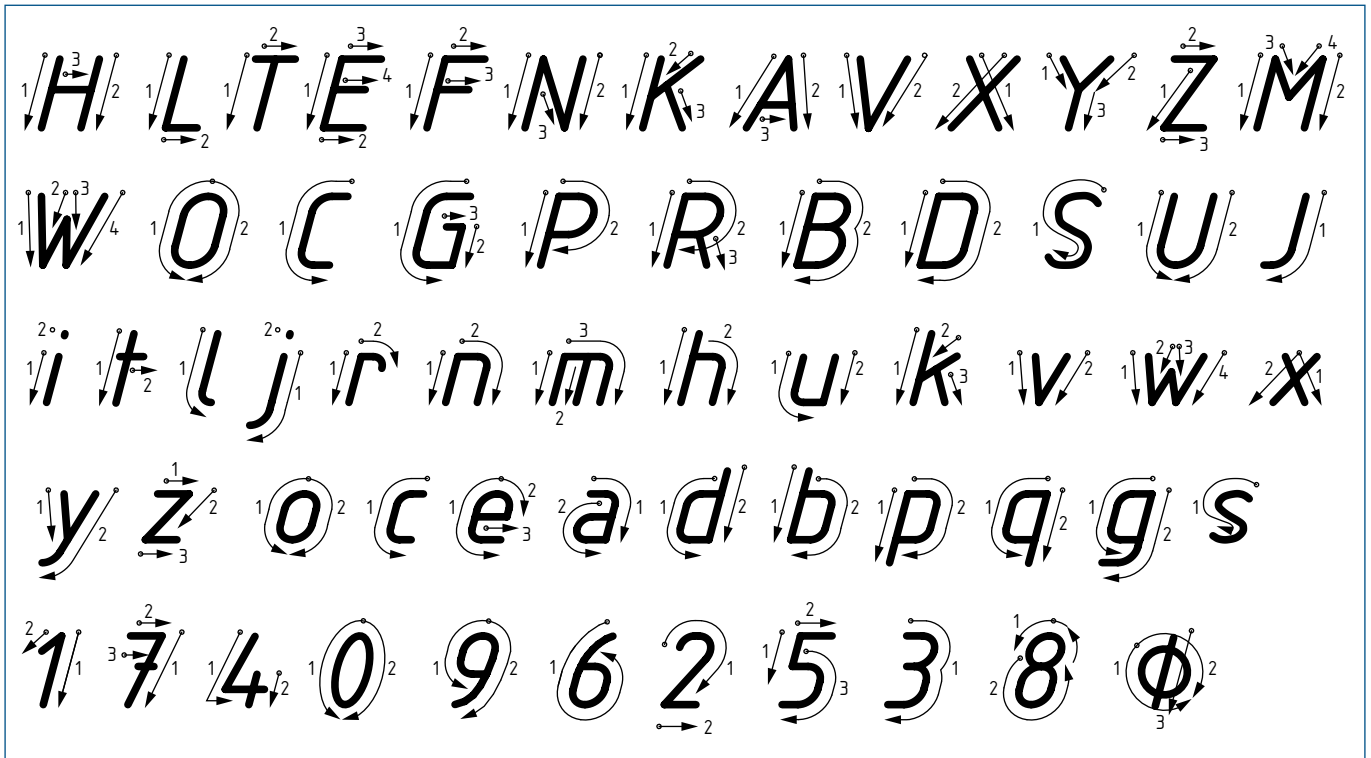 H L T E F N K A V X Y Z M
W O C G P R B D S U J
i t l j r n m h u k v w x
y z o c e a d b p q g s
1 7 4 0 9 6 2 5 3 8 Φ